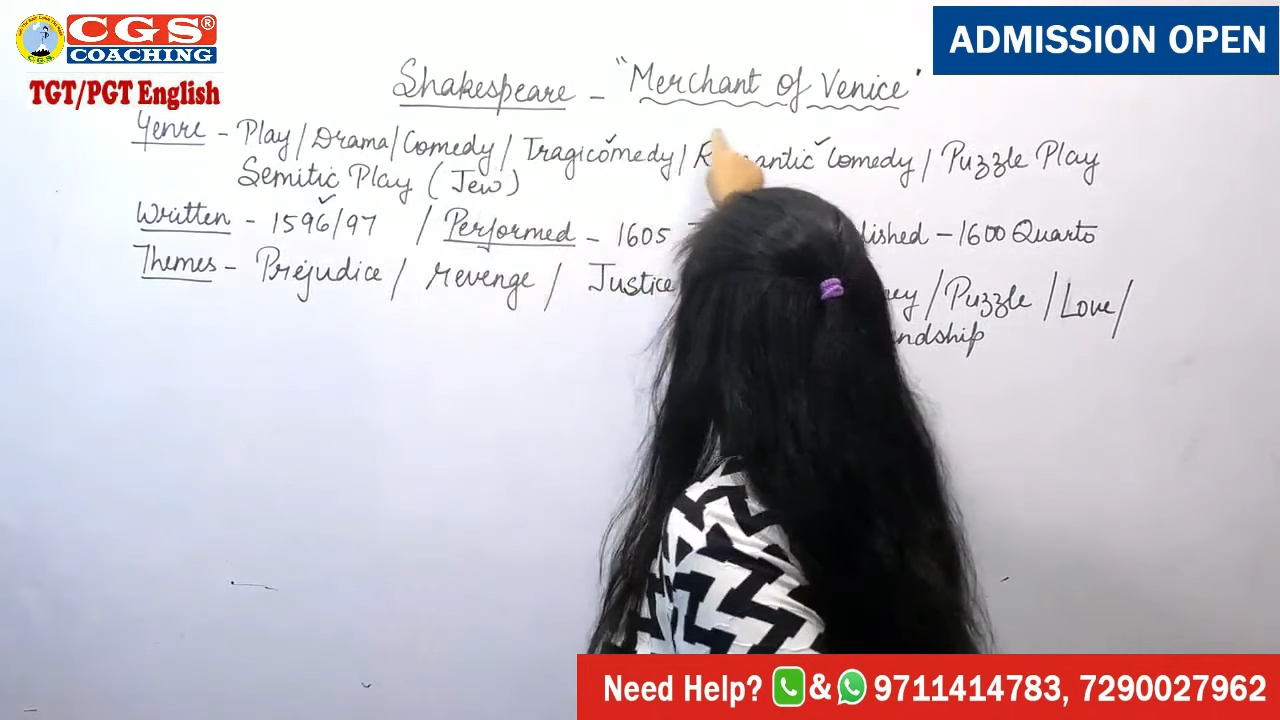 CGS®
COACHING
C.G.S.
TGT/PGT English
ADMISSION OPEN
Shakespeare - "Merchant of Venice"
Genre - Play / Drama / Comedy / Tragicomedy / Comedy / Puzzle Play
Semitic Play (Jew)
Written - 1596/97 / Performed - 1605 - 1600 Quarto
Themes - Prejudice / revenge / Justice / Puzzle / Love /
Need Help? & 9711414783, 7290027962